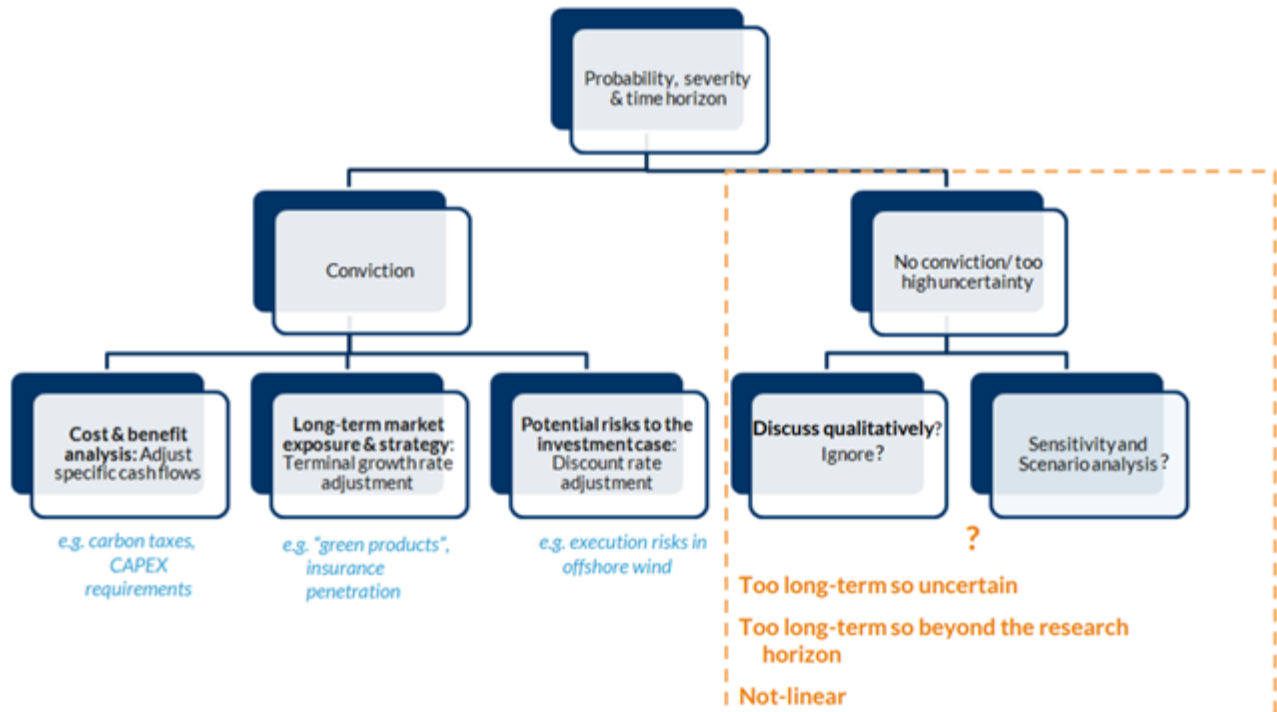 Probability, severity
& time horizon
Conviction
No conviction/ too
high uncertainty
Cost & benefit
analysis: Adjust
specific cash flows
Long-term market
exposure & strategy:
Terminal growth rate
adjustment
Potential risks to the
investment case:
Discount rate
adjustment
Discuss qualitatively?
Ignore?
Sensitivity and
Scenario analysis?
e.g. carbon taxes,
CAPEX
requirements
e.g. "green products",
insurance
penetration
e.g. execution risks in
offshore wind
?
Too long-term so uncertain
Too long-term so beyond the research
horizon
Not-linear